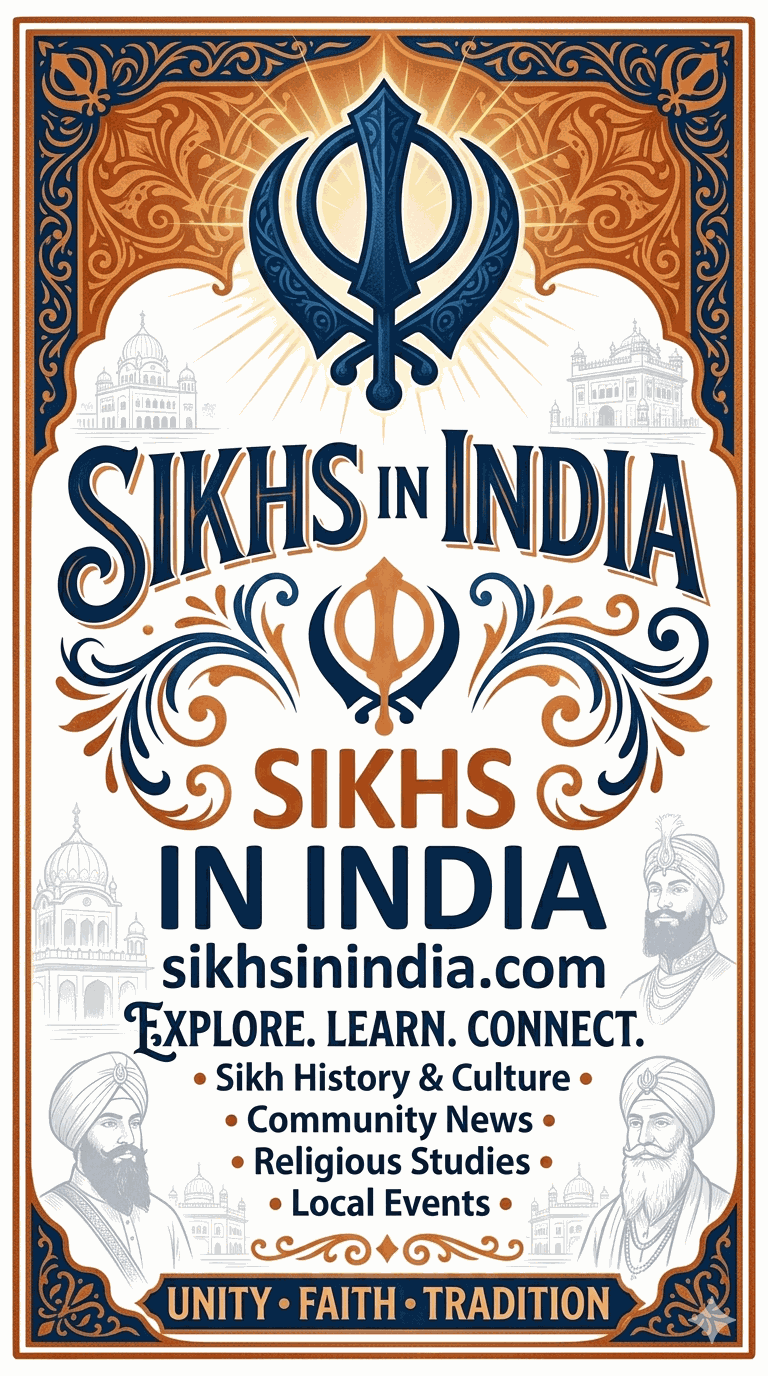 SIKHS IN INDIA
SIKHS
IN INDIA
sikhsinindia.com
EXPLORE. LEARN. CONNECT.
• Sikh History & Culture •
• Community News •
• Religious Studies •
• Local Events •
UNITY • FAITH • TRADITION